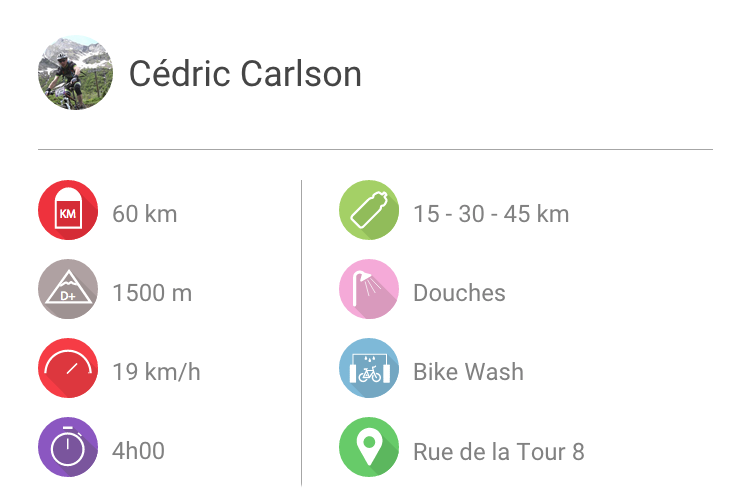 Cédric Carlson
KM
60 km
D+
1500 m
19 km/h
4h00
15 - 30 - 45 km
Douches
Bike Wash
Rue de la Tour 8